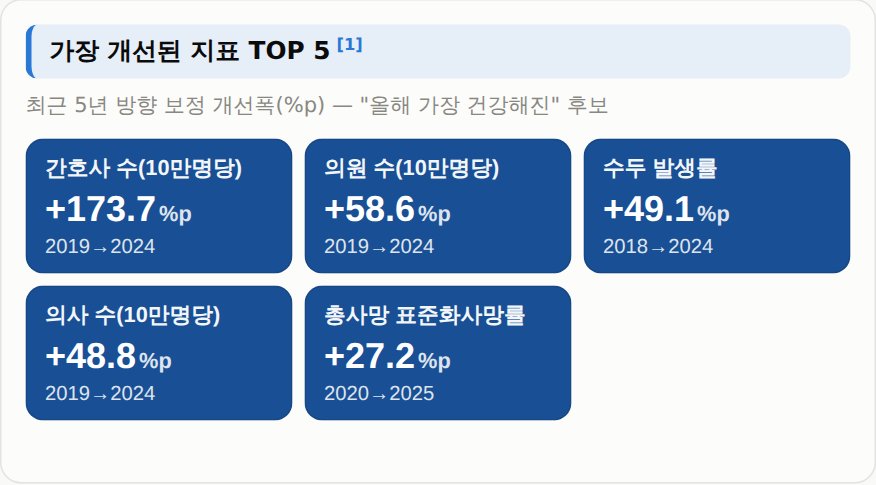 가장 개선된 지표 TOP 5 [1]
최근 5년 방향 보정 개선폭(%p) — "올해 가장 건강해진" 후보
간호사 수(10만명당)
+173.7 %p
2019→2024
의원 수(10만명당)
+58.6 %p
2019→2024
수두 발생률
+49.1 %p
2018→2024
의사 수(10만명당)
+48.8 %p
2019→2024
총사망 표준화사망률
+27.2 %p
2020→2025